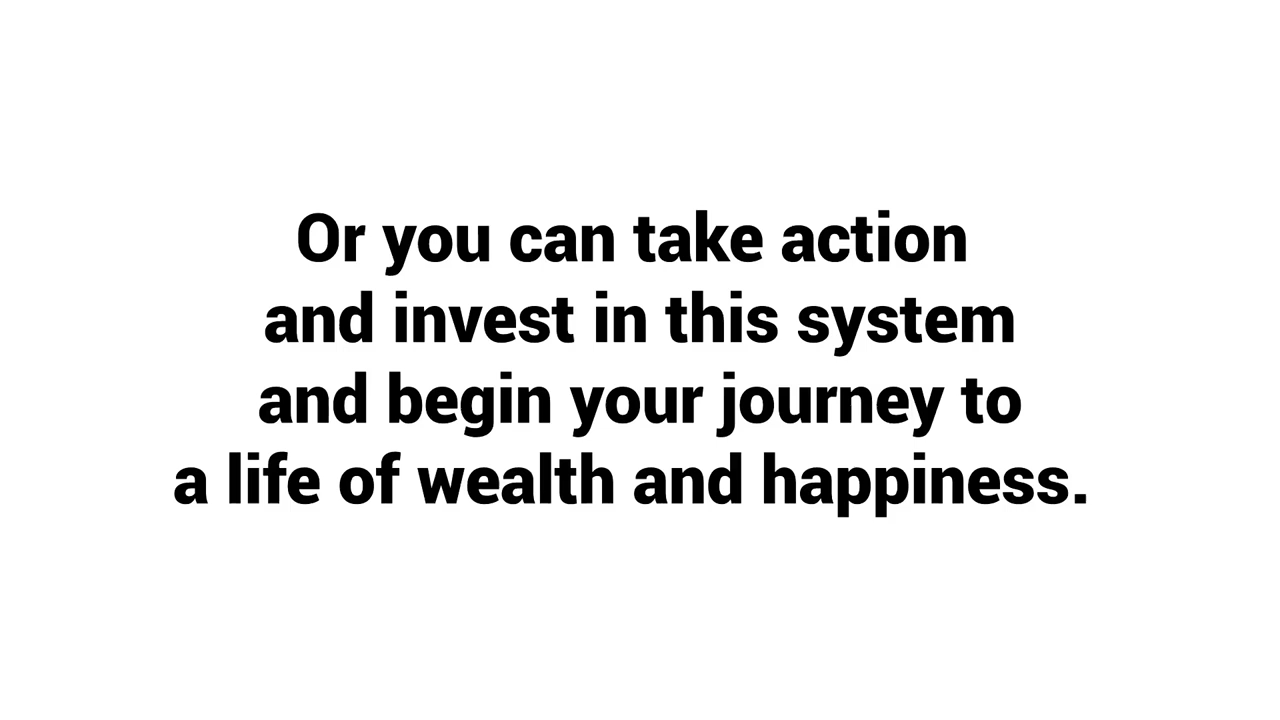 Or you can take action
and invest in this system
and begin your journey to
a life of wealth and happiness.